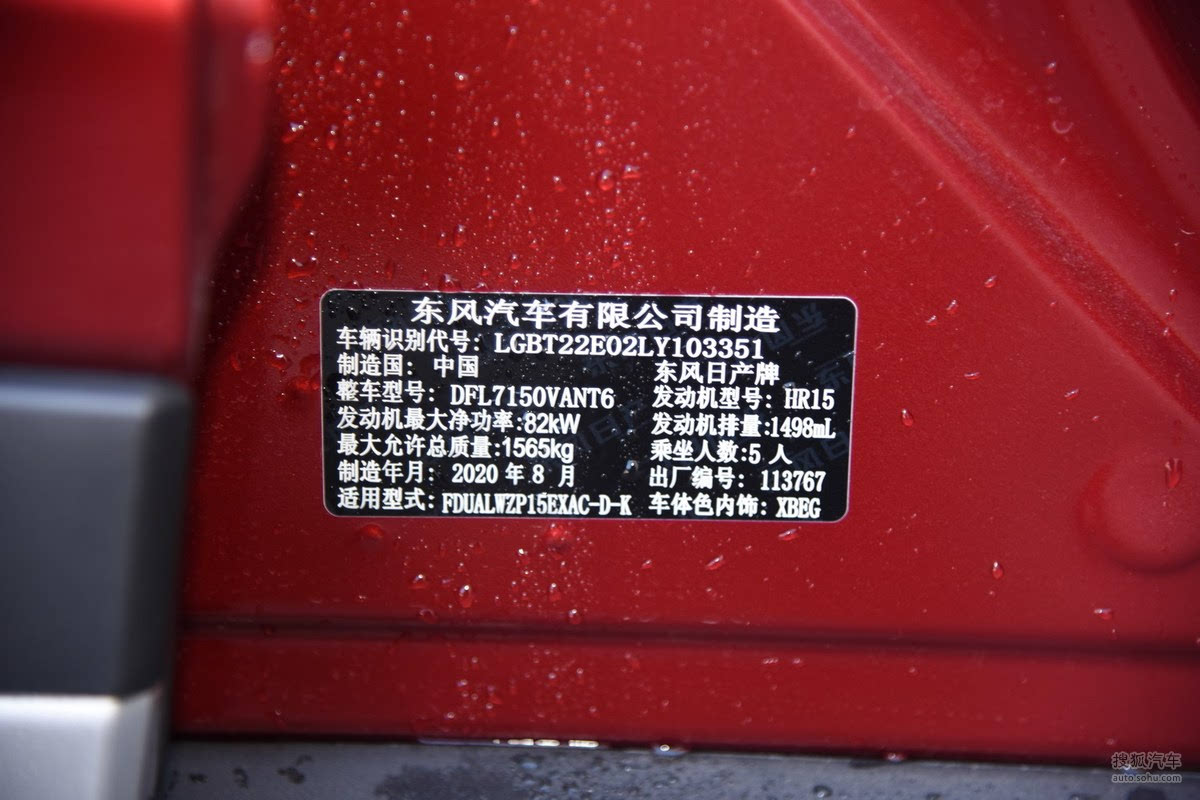 东风汽车有限公司制造
车辆识别代号: LGBT22E02LY103351
制造国: 中国 东风日产牌
整车型号: DFL7150VANT6 发动机型号: HR15
发动机最大净功率:82kW 发动机排量:1498mL
最大允许总质量:1565kg 乘坐人数:5 人
制造年月: 2020 年 8 月 出厂编号: 113767
适用型式:FDUALWZP15EXAC-D-K 车体色内饰: XBEG
搜狐汽车
auto.sohu.com